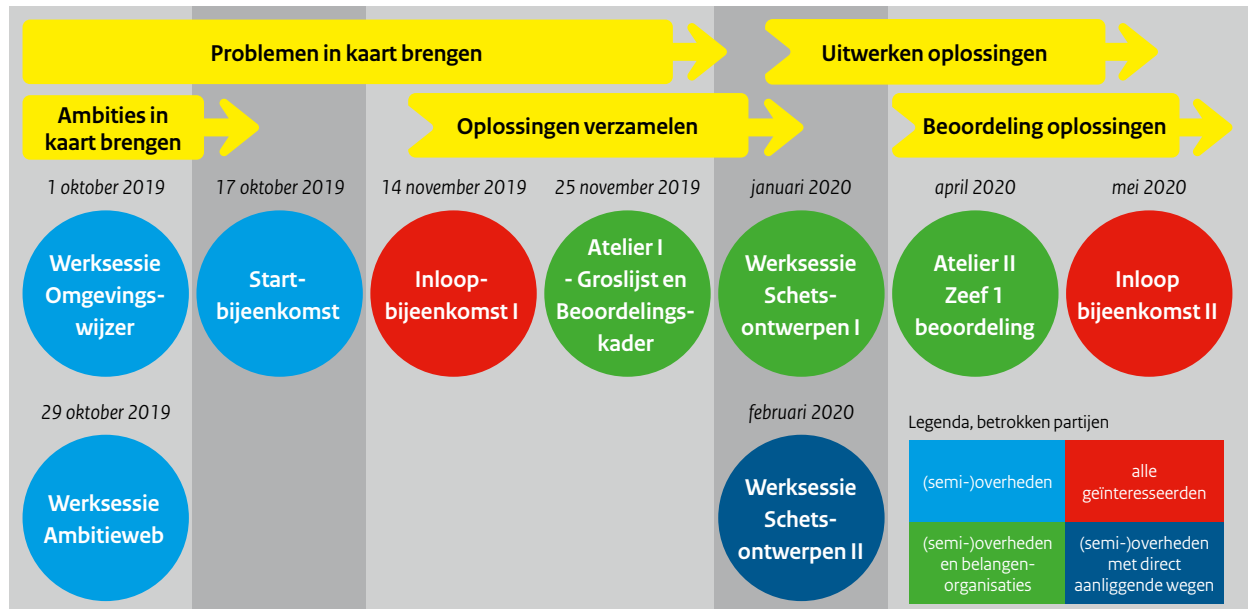 Problemen in kaart brengen
Uitwerken oplossingen
Ambities in
kaart brengen
Oplossingen verzamelen
Beoordeling oplossingen
1 oktober 2019
17 oktober 2019
14 november 2019
25 november 2019
januari 2020
april 2020
mei 2020
Werksessie
Omgevings-
wijzer
Start-
bijeenkomst
Inloop-
bijeenkomst I
Atelier I
- Groslijst en
Beoordelings-
kader
Werksessie
Schets-
ontwerpen I
Atelier II
Zeef 1
beoordeling
Inloop
bijeenkomst II
29 oktober 2019
februari 2020
Werksessie
Ambitieweb
Werksessie
Schets-
ontwerpen II
Legenda, betrokken partijen
(semi-)overheden
alle
geïnteresseerden
(semi-)overheden
en belangen-
organisaties
(semi-)overheden
met direct
aanliggende wegen